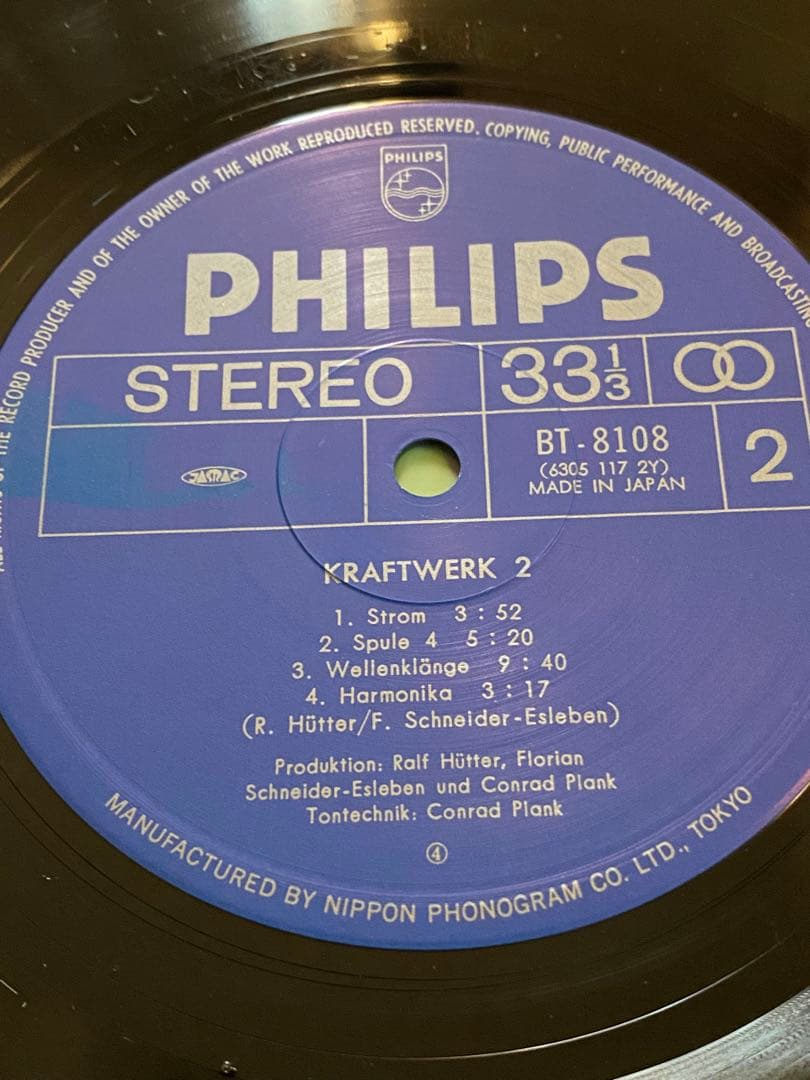 ALL RIGHTS OF THE RECORD PRODUCER AND OF THE OWNER OF THE WORK REPRODUCED RESERVED. COPYING, PUBLIC PERFORMANCE AND BROADCASTING
PHILIPS
PHILIPS
STEREO 33 1/3
BT-8108
(6305 117 2Y)
MADE IN JAPAN
2
JASRAC
KRAFTWERK 2
1. Strom 3 : 52
2. Spule 4 5 : 20
3. Wellenklänge 9 : 40
4. Harmonika 3 : 17
(R. Hütter/F. Schneider-Esleben)
Produktion: Ralf Hütter, Florian
Schneider-Esleben und Conrad Plank
Tontechnik: Conrad Plank
④
MANUFACTURED BY NIPPON PHONOGRAM CO. LTD., TOKYO